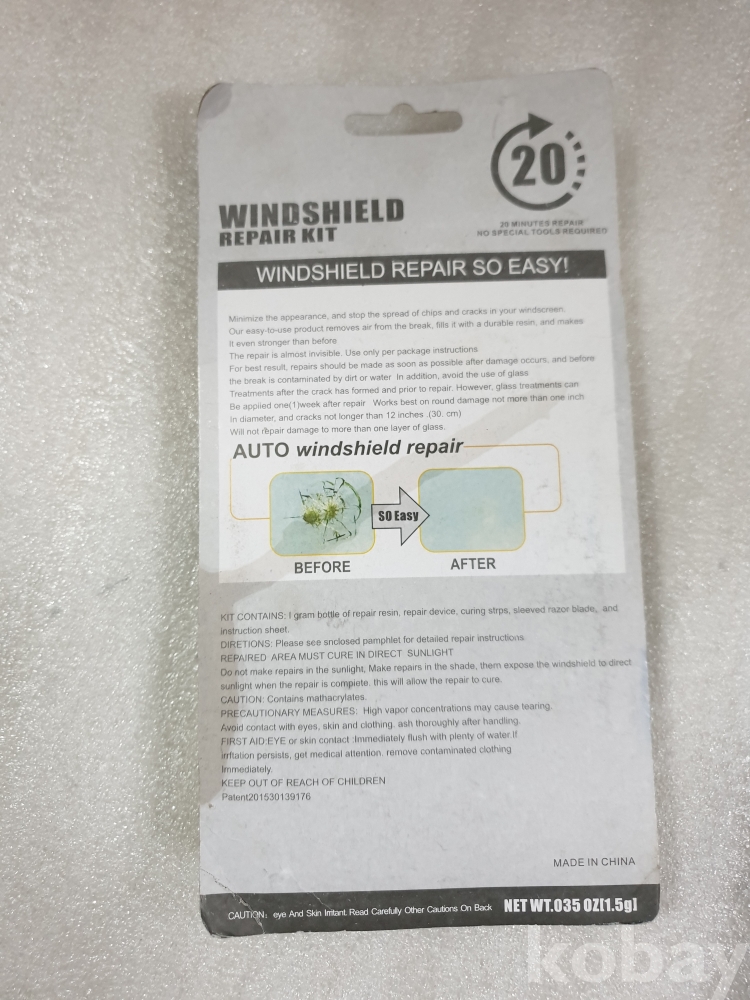 20
WINDSHIELD
REPAIR KIT
20 MINUTES REPAIR
NO SPECIAL TOOLS REQUIRED
WINDSHIELD REPAIR SO EASY!
Minimize the appearance, and stop the spread of chips and cracks in your windscreen.
Our easy-to-use product removes air from the break, fills it with a durable resin, and makes
It even stronger than before
The repair is almost invisible. Use only per package instructions
For best result, repairs should be made as soon as possible after damage occurs, and before
the break is contaminated by dirt or water In addition, avoid the use of glass
Treatments after the crack has formed and prior to repair. However, glass treatments can
Be applied one(1)week after repair Works best on round damage not more than one inch
In diameter, and cracks not longer than 12 inches .(30. cm)
Will not repair damage to more than one layer of glass.
AUTO windshield repair
SO Easy
BEFORE
AFTER
KIT CONTAINS: I gram bottle of repair resin, repair device, curing strps, sleeved razor blade, and
instruction sheet.
DIRETIONS: Please see snclosed pamphlet for detailed repair instructions
REPAIRED AREA MUST CURE IN DIRECT SUNLIGHT
Do not make repairs in the sunlight, Make repairs in the shade, them expose the windshield to direct
sunlight when the repair is compiete. this will allow the repair to cure.
CAUTION: Contains mathacrylates.
PRECAUTIONARY MEASURES: High vapor concentrations may cause tearing.
Avoid contact with eyes, skin and clothing. ash thoroughly after handling.
FIRST AID:EYE or skin contact :Immediately flush with plenty of water.If
irritation persists, get medical attention. remove contaminated clothing
Immediately.
KEEP OUT OF REACH OF CHILDREN
Patent201530139176
MADE IN CHINA
CAUTION: eye And Skin Irritant. Read Carefully Other Cautions On Back NET WT.035 OZ[1.5g]
kobay